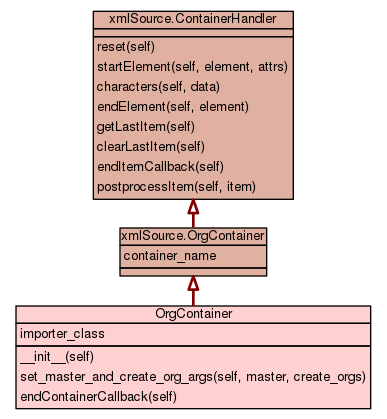 xmlSource.ContainerHandler
reset(self)
startElement(self, element, attrs)
characters(self, data)
endElement(self, element)
getLastItem(self)
clearLastItem(self)
endItemCallback(self)
postprocessItem(self, item)
xmlSource.OrgContainer
container_name
OrgContainer
importer_class
__init__(self)
set_master_and_create_org_args(self, master, create_orgs)
endContainerCallback(self)